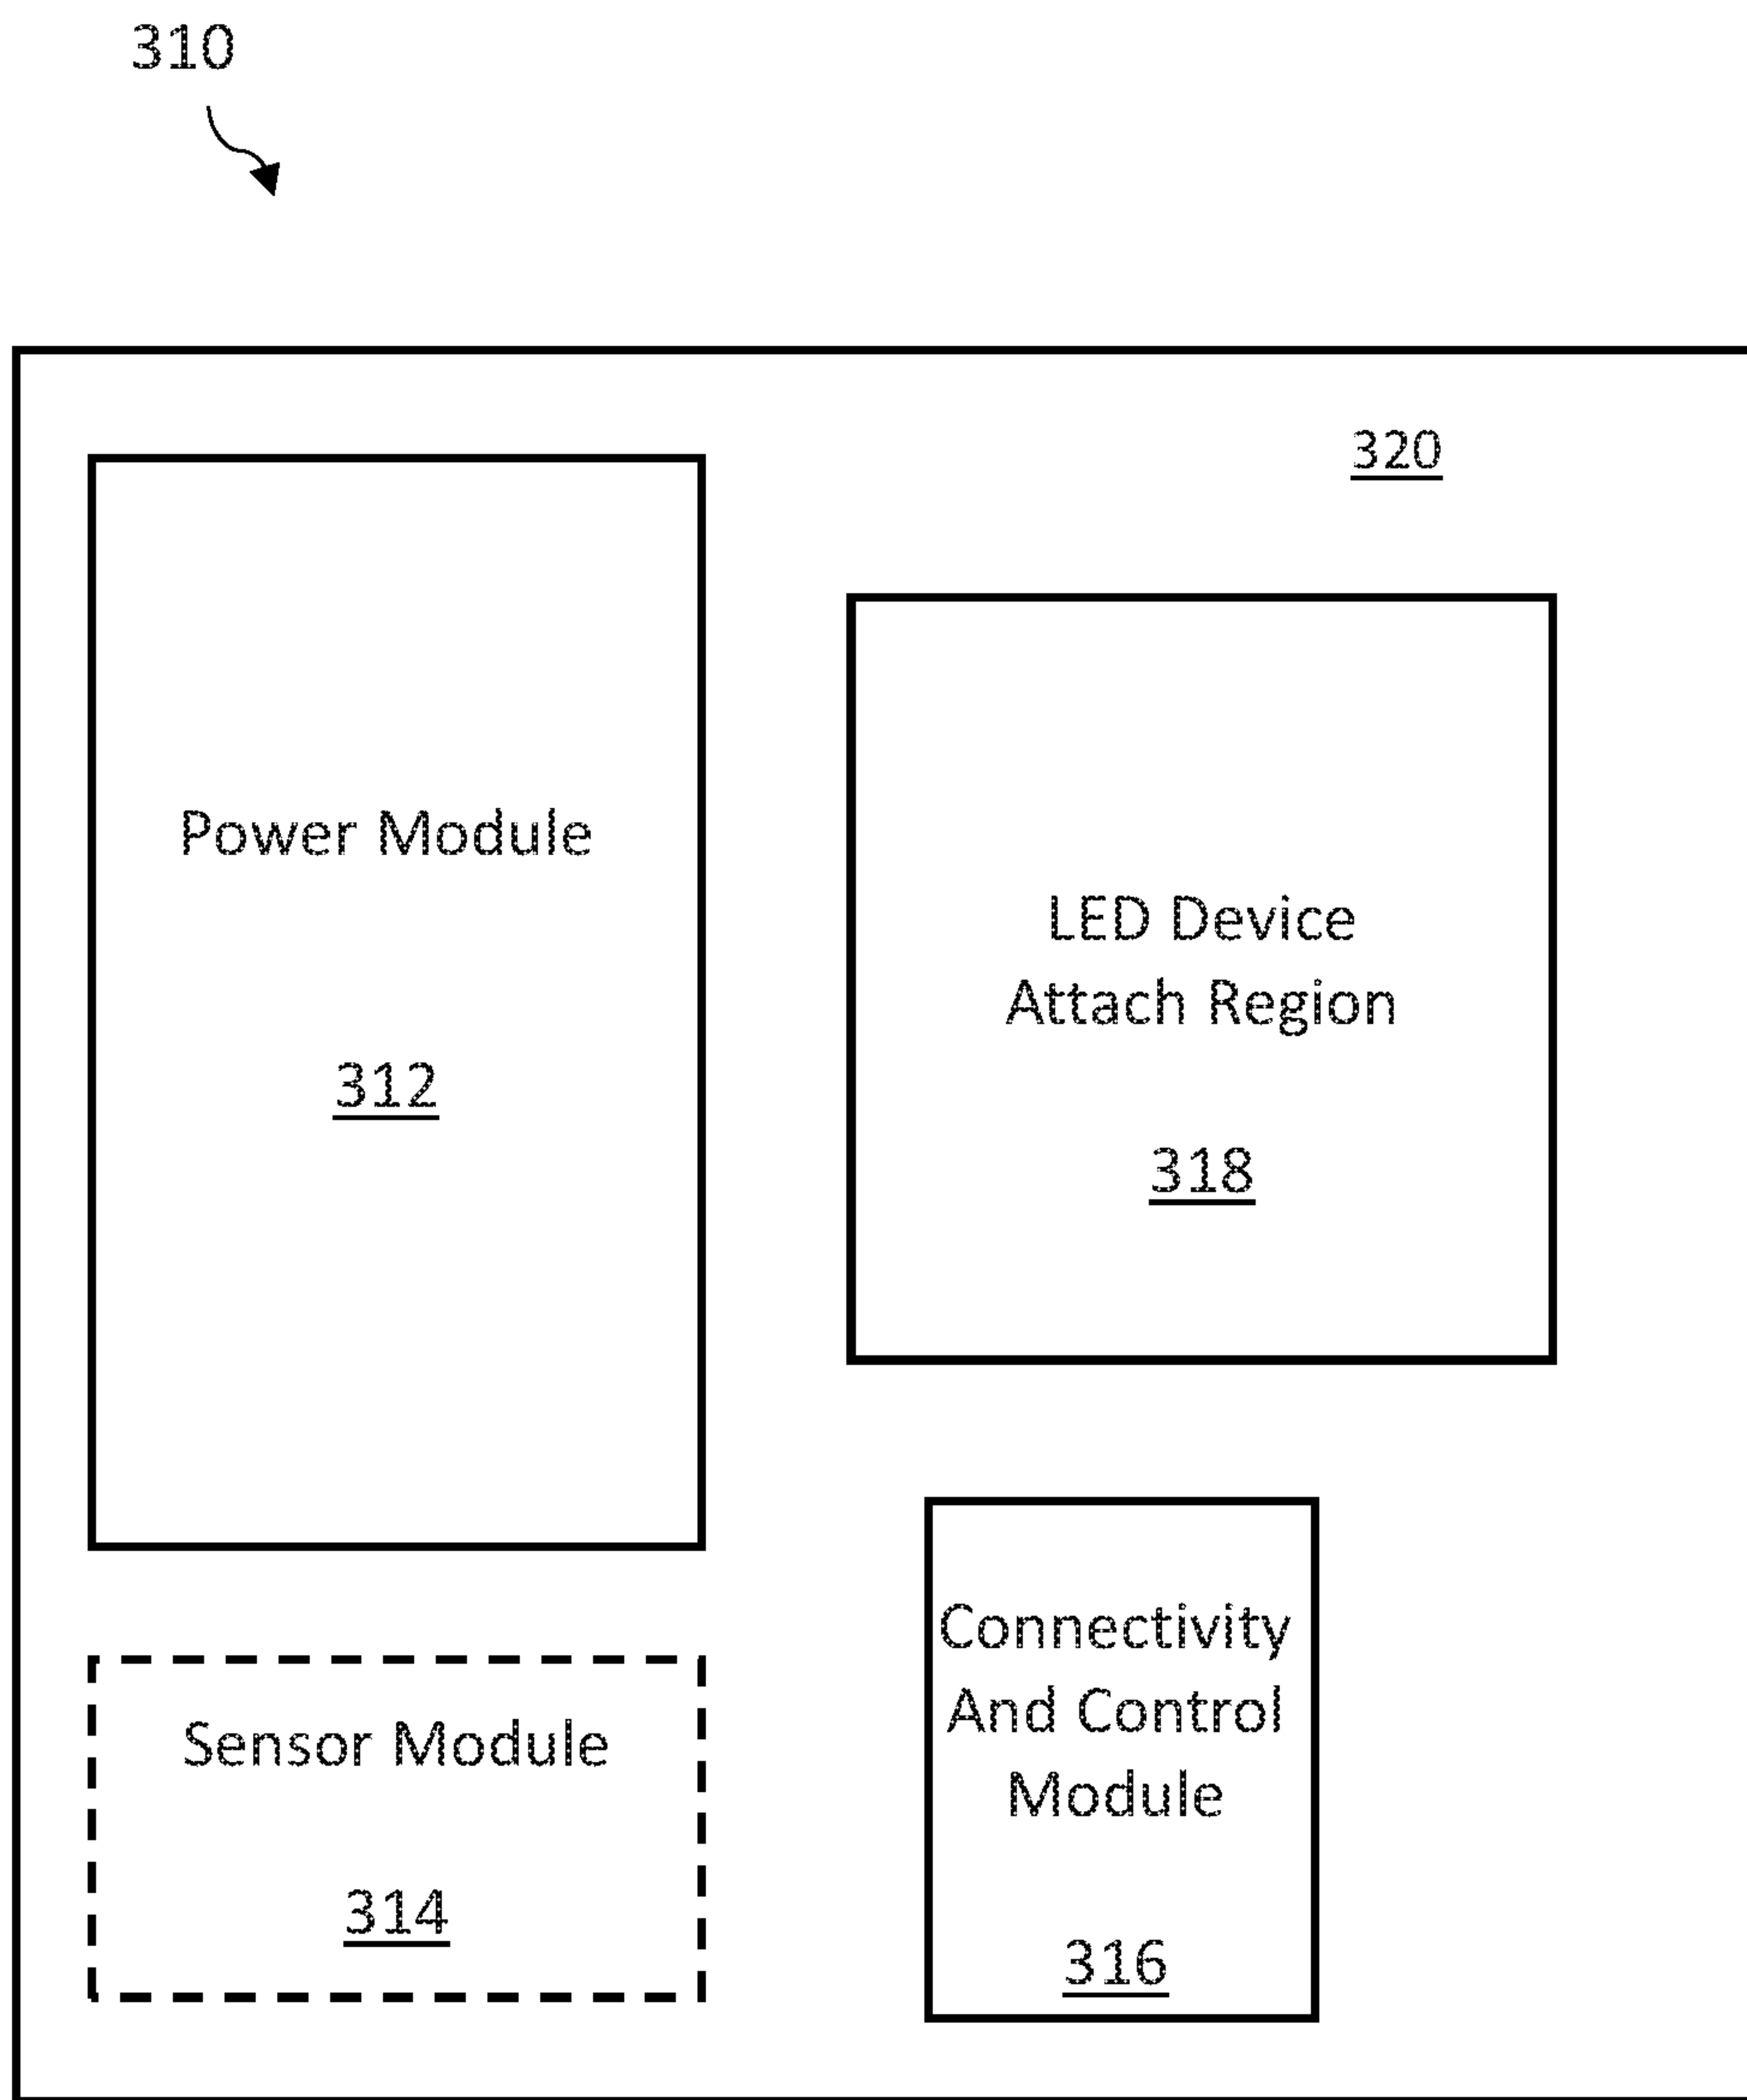 310
320
Power Module
312
LED Device
Attach Region
318
Sensor Module
314
Connectivity
And Control
Module
316